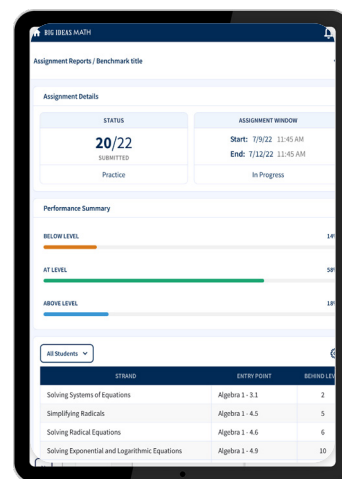 BIG IDEAS MATH
Assignment Reports / Benchmark title
Assignment Details
STATUS
20/22
SUBMITTED
Practice
ASSIGNMENT WINDOW
Start: 7/9/22 11:45 AM
End: 7/12/22 11:45 AM
In Progress
Performance Summary
BELOW LEVEL 14%
AT LEVEL 58%
ABOVE LEVEL 18%
All Students
STRAND ENTRY POINT BEHIND LEV
Solving Systems of Equations Algebra 1 - 3.1 2
Simplifying Radicals Algebra 1 - 4.5 5
Solving Radical Equations Algebra 1 - 4.6 6
Solving Exponential and Logarithmic Equations Algebra 1 - 4.9 10